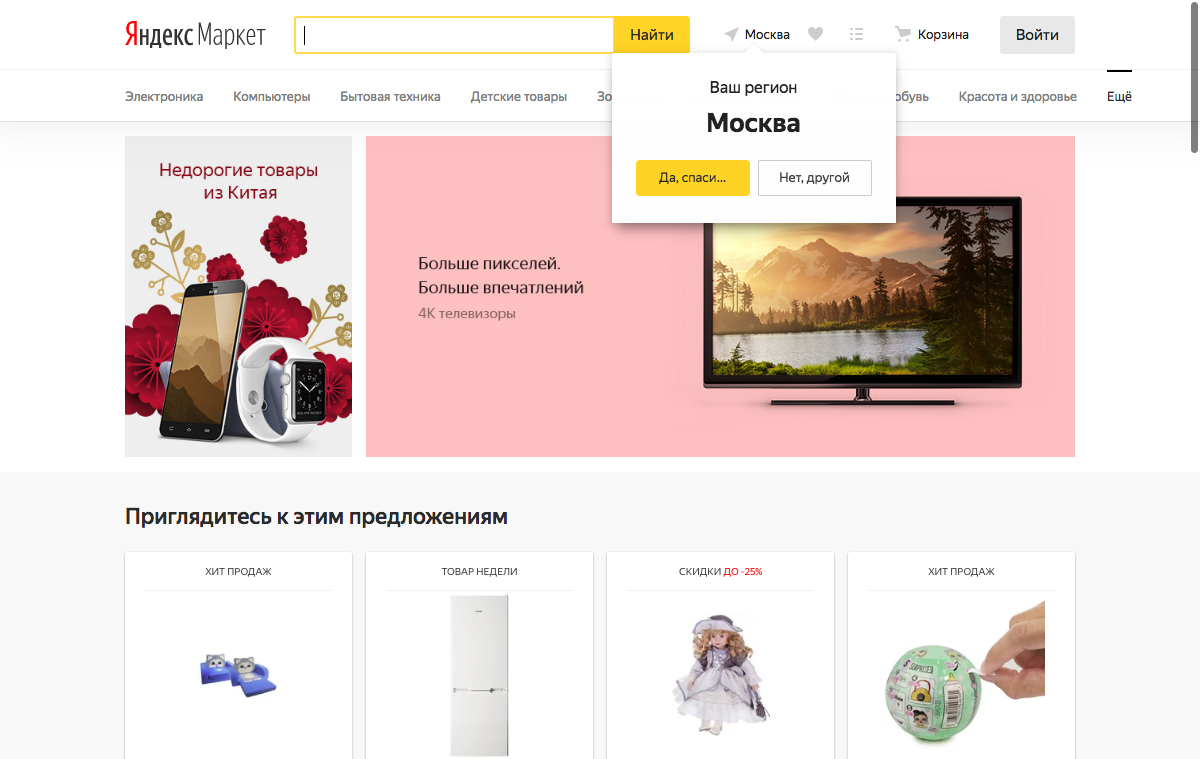 Яндекс Маркет
Найти
Москва
Корзина
Войти
Электроника
Компьютеры
Бытовая техника
Детские товары
Зо
обувь
Красота и здоровье
Ещё
Ваш регион
Москва
Да, спаси...
Нет, другой
Недорогие товары
из Китая
Больше пикселей.
Больше впечатлений
4K телевизоры
Приглядитесь к этим предложениям
ХИТ ПРОДАЖ
ТОВАР НЕДЕЛИ
СКИДКИ ДО -25%
ХИТ ПРОДАЖ